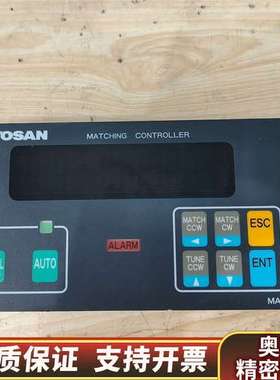 YOSAN
MATCHING CONTROLLER
MATCH CCW
MATCH CW
ESC
ALARM
AUTO
TUNE CCW
TUNE CW
ENT
MA
质保证 支持开票
奥
精密